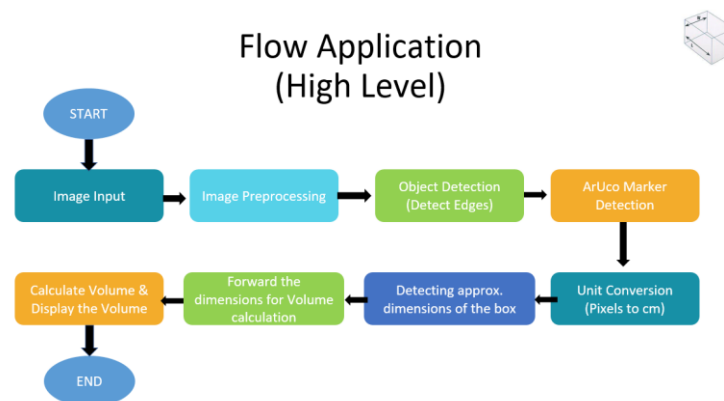 Flow Application
(High Level)
START
Image Input
Image Preprocessing
Object Detection
(Detect Edges)
ArUco Marker
Detection
Unit Conversion
(Pixels to cm)
Detecting approx.
dimensions of the box
Forward the
dimensions for Volume
calculation
Calculate Volume &
Display the Volume
END